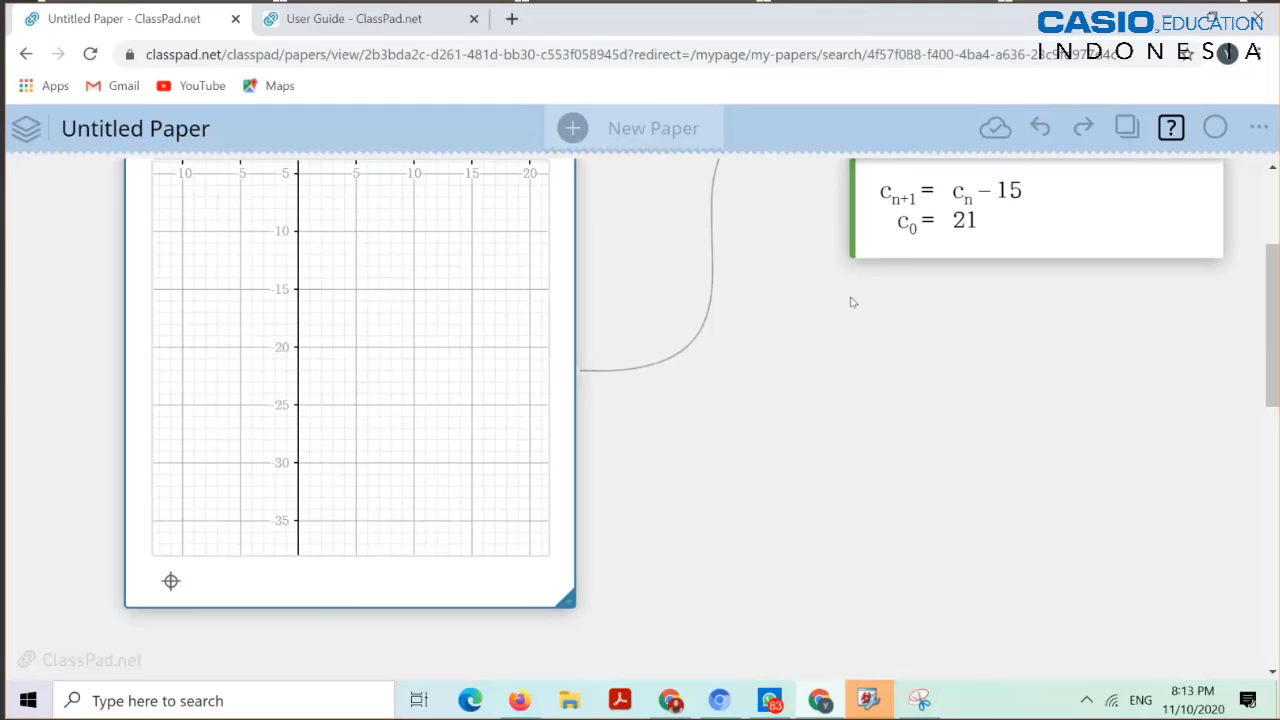 Untitled Paper - ClassPad.net
User Guide - ClassPad.net
CASIO EDUCATION
INDONESIA
classpad.net/classpad/papers/view/2b3bda2c-d261-481d-bb30-c553f058945d?redirect=/mypage/my-papers/search/4f57f088-f400-4ba4-a636-
Apps
Gmail
YouTube
Maps
Untitled Paper
New Paper
?
-10 -5 -5 5 10 15 20
-10
-15
-20
-25
-30
35
cn+1 = cn – 15
c0 = 21
ClassPad.net
Type here to search
83
ENG
8:13 PM
11/10/2020